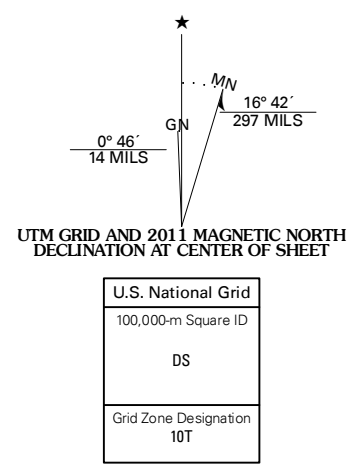 ★
MN
16° 42´
297 MILS
GN
0° 46´
14 MILS
UTM GRID AND 2011 MAGNETIC NORTH
DECLINATION AT CENTER OF SHEET
U.S. National Grid
100,000-m Square ID
DS
Grid Zone Designation
10T